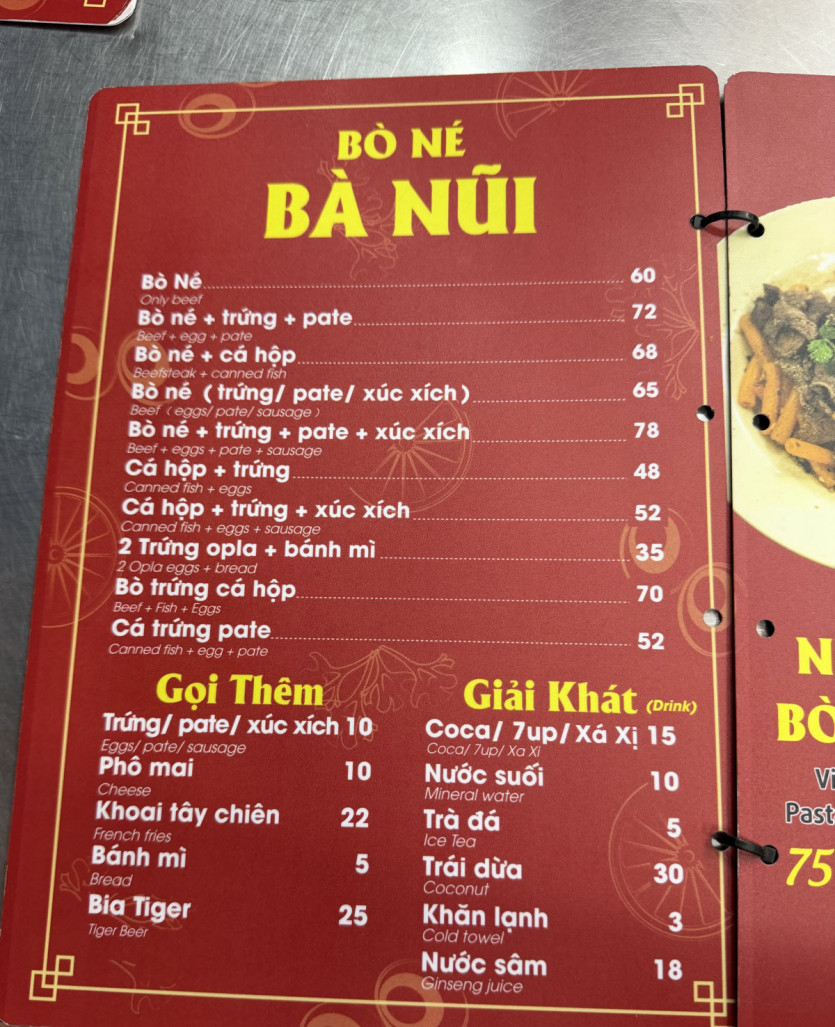 BÒ NÉ
BÀ NŨI
Bò Né 60
Only beef
Bò né + trứng + pate 72
Beef + egg + pate
Bò né + cá hộp 68
Beefsteak + canned fish
Bò né ( trứng/ pate/ xúc xích ) 65
Beef ( eggs/ pate/ sausage )
Bò né + trứng + pate + xúc xích 78
Beef + eggs + pate + sausage
Cá hộp + trứng 48
Canned fish + eggs
Cá hộp + trứng + xúc xích 52
Canned fish + eggs + sausage
2 Trứng opla + bánh mì 35
2 Opla eggs + bread
Bò trứng cá hộp 70
Beef + Fish + Eggs
Cá trứng pate 52
Canned fish + egg + pate
Gọi Thêm
Trứng/ pate/ xúc xích 10
Eggs/ pate/ sausage
Phô mai 10
Cheese
Khoai tây chiên 22
French fries
Bánh mì 5
Bread
Bia Tiger 25
Tiger Beer
Giải Khát (Drink)
Coca/ 7up/ Xá Xị 15
Coca/ 7up/ Xa Xi
Nước suối 10
Mineral water
Trà đá 5
Ice Tea
Trái dừa 30
Coconut
Khăn lạnh 3
Cold towel
Nước sâm 18
Ginseng juice
BÒ
75